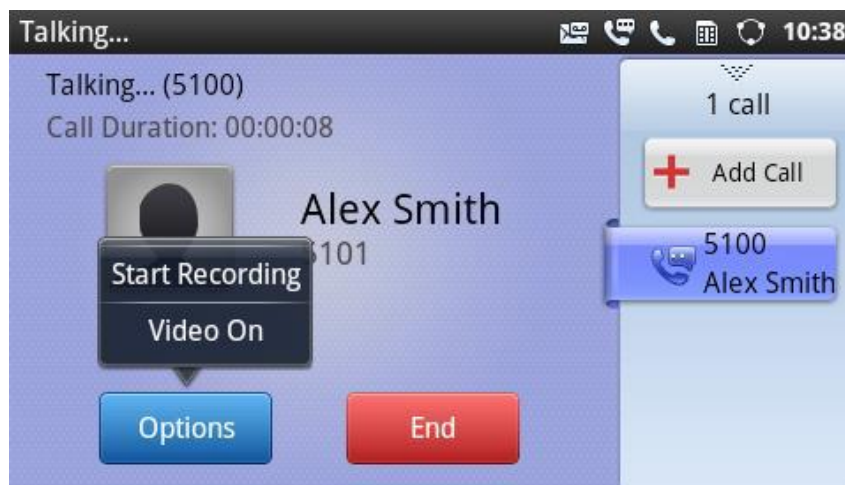 Talking... 10:38
Talking... (5100)
Call Duration: 00:00:08
Alex Smith
5101
Start Recording
Video On
Options
End
1 call
Add Call
5100
Alex Smith